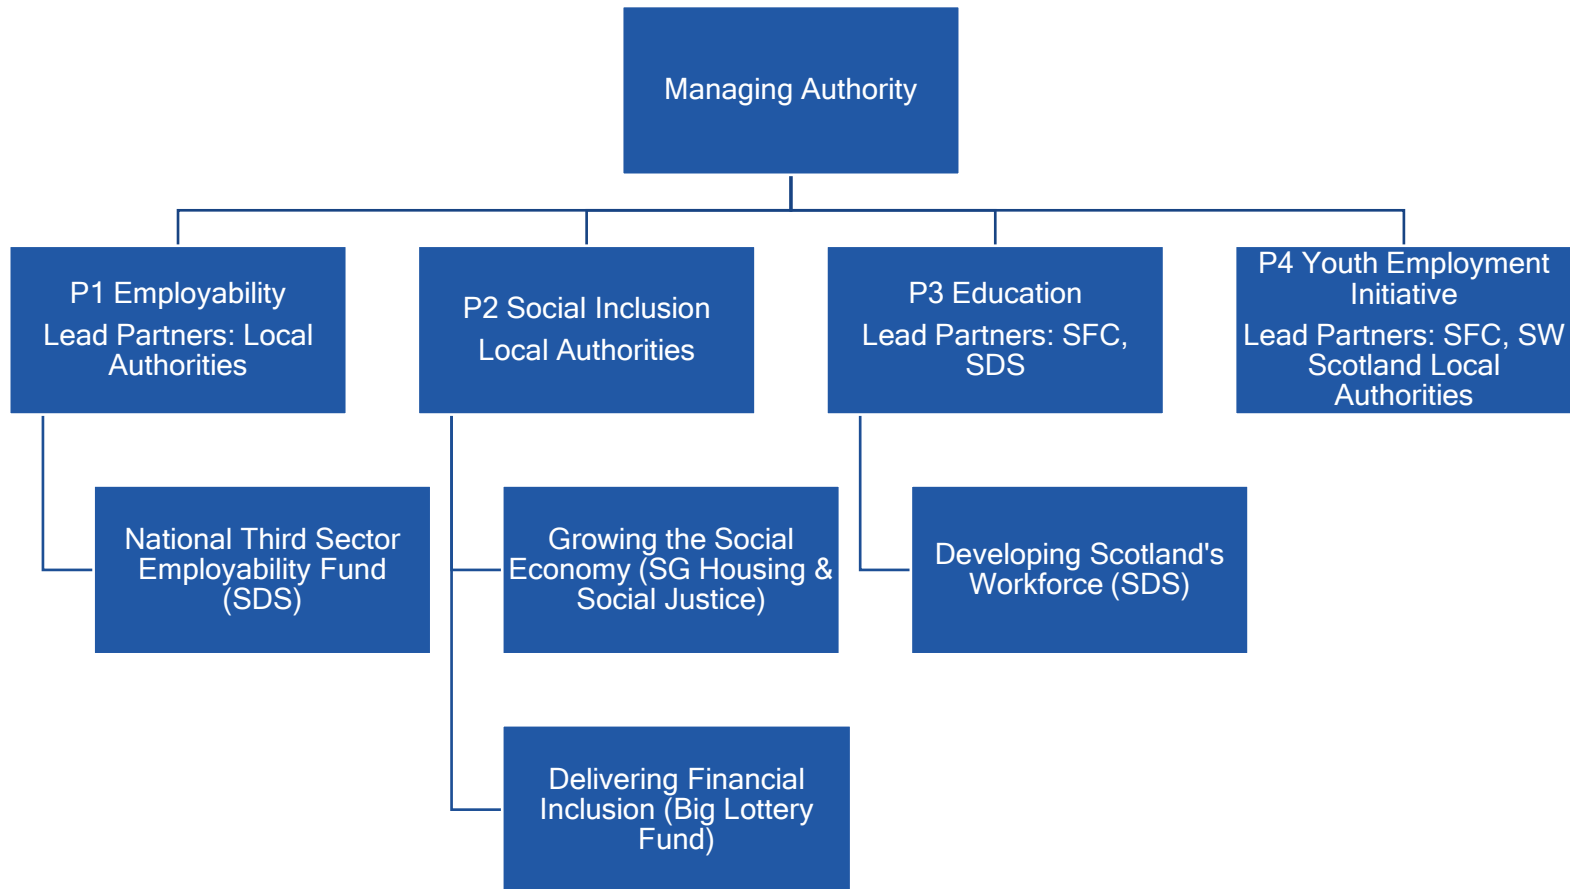 Managing Authority
P1 Employability
Lead Partners: Local
Authorities
P2 Social Inclusion
Local Authorities
P3 Education
Lead Partners: SFC,
SDS
P4 Youth Employment
Initiative
Lead Partners: SFC, SW
Scotland Local
Authorities
National Third Sector
Employability Fund
(SDS)
Growing the Social
Economy (SG Housing &
Social Justice)
Developing Scotland's
Workforce (SDS)
Delivering Financial
Inclusion (Big Lottery
Fund)